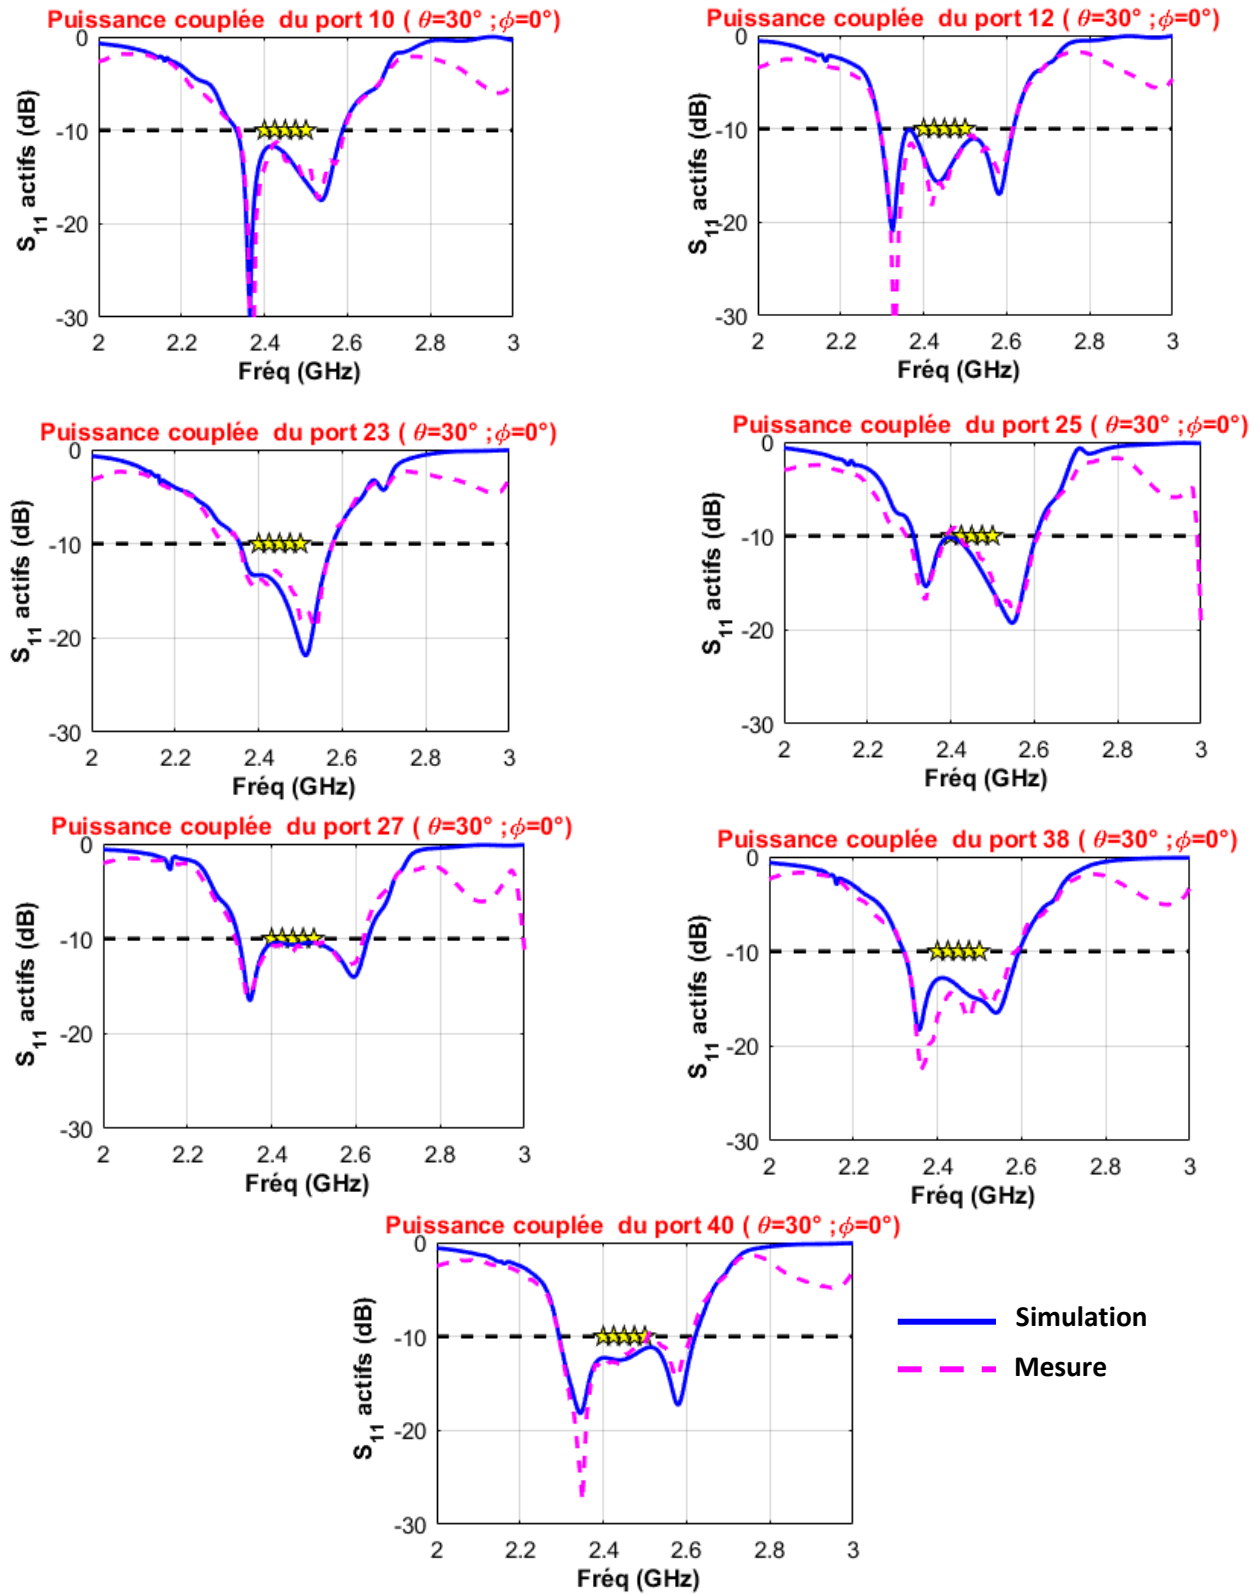 Puissance couplée du port 10 ( θ=30° ;ϕ=0°)
0
-10
-20
-30
S11 actifs (dB)
2 2.2 2.4 2.6 2.8 3
Fréq (GHz)
Puissance couplée du port 12 ( θ=30° ;ϕ=0°)
0
-10
-20
-30
S11 actifs (dB)
2 2.2 2.4 2.6 2.8 3
Fréq (GHz)
Puissance couplée du port 23 ( θ=30° ;ϕ=0°)
0
-10
-20
-30
S11 actifs (dB)
2 2.2 2.4 2.6 2.8 3
Fréq (GHz)
Puissance couplée du port 25 ( θ=30° ;ϕ=0°)
0
-10
-20
-30
S11 actifs (dB)
2 2.2 2.4 2.6 2.8 3
Fréq (GHz)
Puissance couplée du port 27 ( θ=30° ;ϕ=0°)
0
-10
-20
-30
S11 actifs (dB)
2 2.2 2.4 2.6 2.8 3
Fréq (GHz)
Puissance couplée du port 38 ( θ=30° ;ϕ=0°)
0
-10
-20
-30
S11 actifs (dB)
2 2.2 2.4 2.6 2.8 3
Fréq (GHz)
Puissance couplée du port 40 ( θ=30° ;ϕ=0°)
0
-10
-20
-30
S11 actifs (dB)
2 2.2 2.4 2.6 2.8 3
Fréq (GHz)
Simulation
Mesure